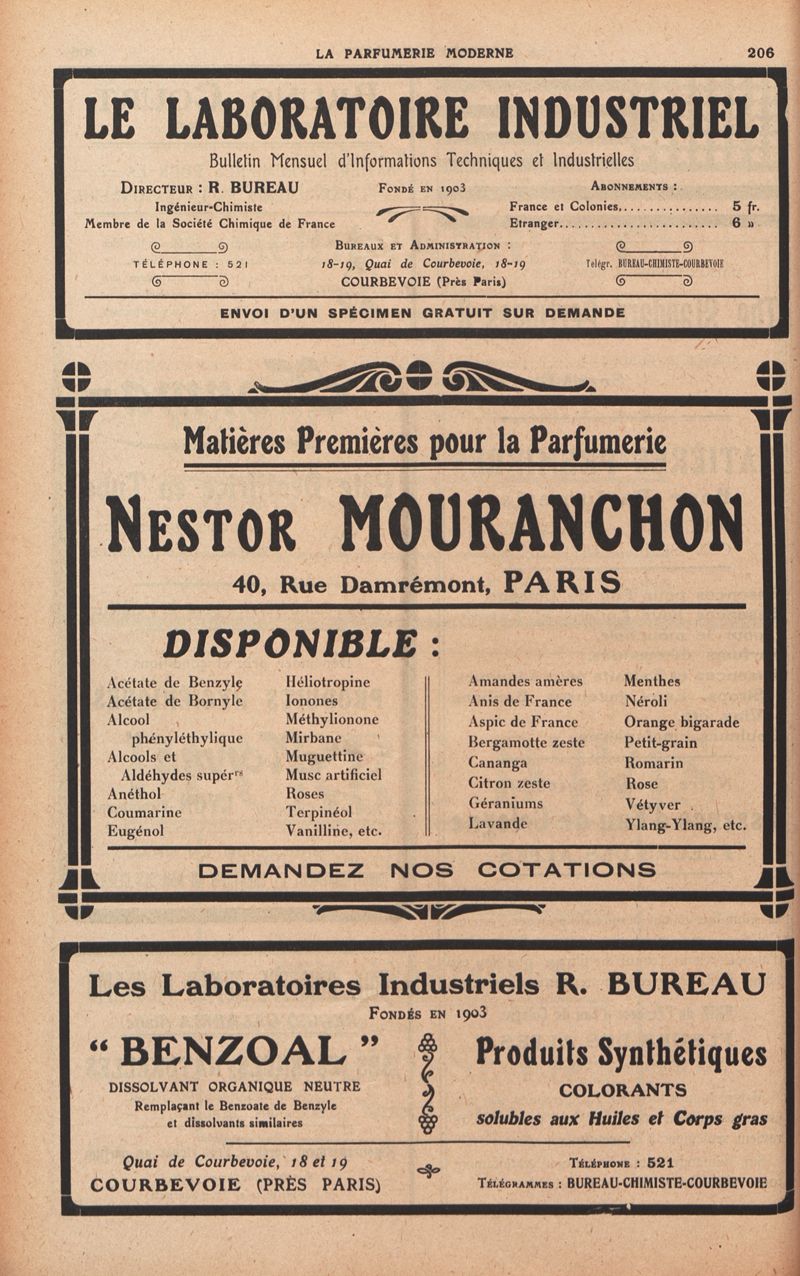 LA PARFUMERIE MODERNE 206
LE LABORATOIRE INDUSTRIEL
Bulletin Mensuel d'Informations Techniques et Industrielles
DIRECTEUR : R. BUREAU
Ingénieur-Chimiste
Membre de la Société Chimique de France
FONDÉ EN 1903
ABONNEMENTS :
France et Colonies................ 5 fr.
Etranger.......................... 6 »
TÉLÉPHONE : 521
BUREAUX ET ADMINISTRATION :
18-19, Quai de Courbevoie, 18-19
COURBEVOIE (Près Paris)
Télégr. BUREAU-CHIMISTE-COURBEVOIE
ENVOI D'UN SPÉCIMEN GRATUIT SUR DEMANDE
Matières Premières pour la Parfumerie
NESTOR MOURANCHON
40, Rue Damrémont, PARIS
DISPONIBLE :
Acétate de Benzyle
Acétate de Bornyle
Alcool
phényléthylique
Alcools et
Aldéhydes supérrs
Anéthol
Coumarine
Eugénol
Héliotropine
Ionones
Méthylionone
Mirbane
Muguettine
Musc artificiel
Roses
Terpinéol
Vanilline, etc.
Amandes amères
Anis de France
Aspic de France
Bergamotte zeste
Cananga
Citron zeste
Géraniums
Lavande
Menthes
Néroli
Orange bigarade
Petit-grain
Romarin
Rose
Vétyver
Ylang-Ylang, etc.
DEMANDEZ NOS COTATIONS
Les Laboratoires Industriels R. BUREAU
FONDÉS EN 1903
“ BENZOAL ”
DISSOLVANT ORGANIQUE NEUTRE
Remplaçant le Benzoate de Benzyle
et dissolvants similaires
Produits Synthétiques
COLORANTS
solubles aux Huiles et Corps gras
Quai de Courbevoie, 18 et 19
COURBEVOIE (PRÈS PARIS)
TÉLÉPHONE : 521
TÉLÉGRAMMES : BUREAU-CHIMISTE-COURBEVOIE